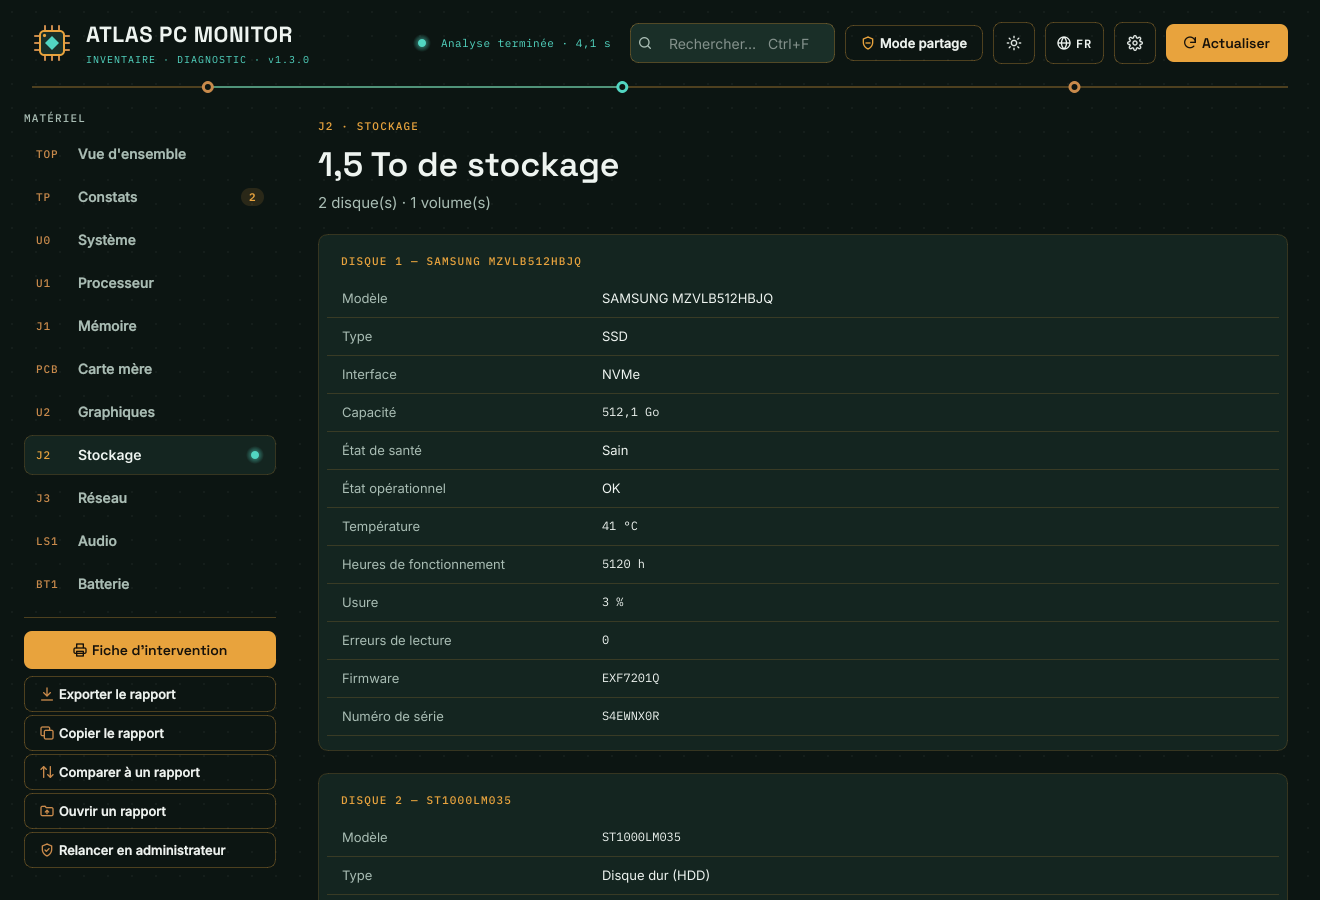 ATLAS PC MONITOR
INVENTAIRE · DIAGNOSTIC · v1.3.0
Analyse terminée · 4,1 s
Rechercher... Ctrl+F
Mode partage
FR
Actualiser
MATÉRIEL
TOP Vue d'ensemble
TP Constats 2
U0 Système
U1 Processeur
J1 Mémoire
PCB Carte mère
U2 Graphiques
J2 Stockage
J3 Réseau
LS1 Audio
BT1 Batterie
Fiche d'intervention
Exporter le rapport
Copier le rapport
Comparer à un rapport
Ouvrir un rapport
Relancer en administrateur
J2 · STOCKAGE
1,5 To de stockage
2 disque(s) · 1 volume(s)
DISQUE 1 — SAMSUNG MZVLB512HBJQ
Modèle SAMSUNG MZVLB512HBJQ
Type SSD
Interface NVMe
Capacité 512,1 Go
État de santé Sain
État opérationnel OK
Température 41 °C
Heures de fonctionnement 5120 h
Usure 3 %
Erreurs de lecture 0
Firmware EXF7201Q
Numéro de série S4EWNX0R
DISQUE 2 — ST1000LM035
Modèle ST1000LM035
Type Disque dur (HDD)